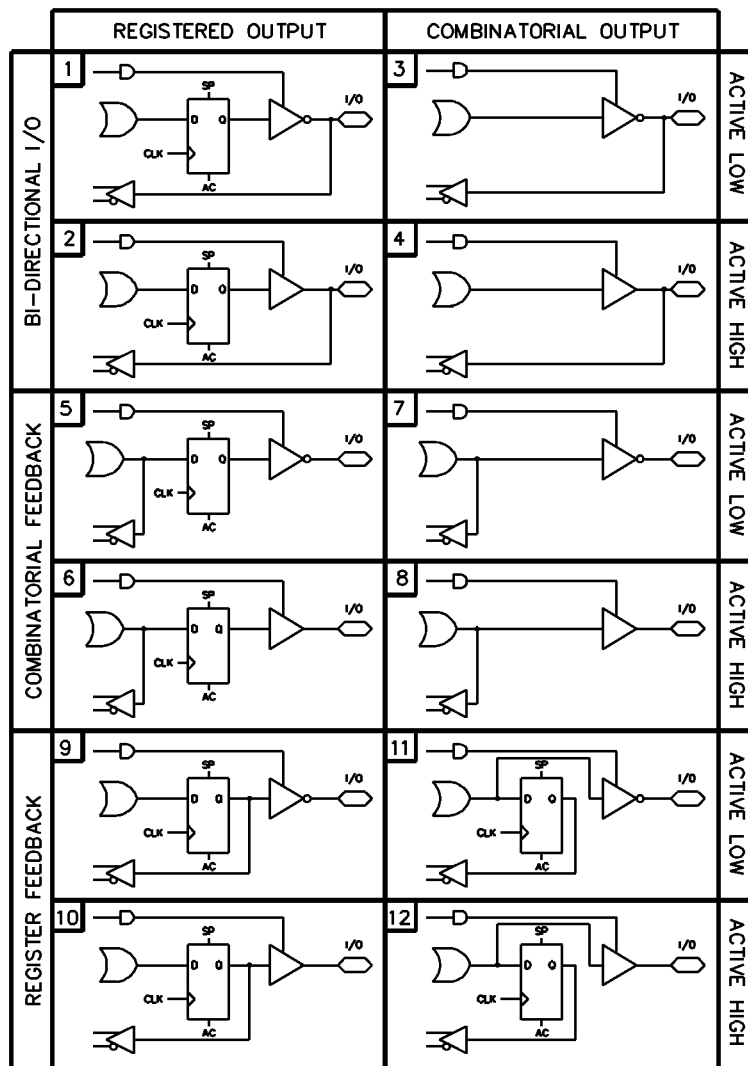 REGISTERED OUTPUT
COMBINATORIAL OUTPUT
BI-DIRECTIONAL I/O
1
SP
I/O
D Q
CLK
AC
3
I/O
ACTIVE LOW
2
SP
I/O
D Q
CLK
AC
4
I/O
ACTIVE HIGH
COMBINATORIAL FEEDBACK
5
SP
I/O
D Q
CLK
AC
7
I/O
ACTIVE LOW
6
SP
I/O
D Q
CLK
AC
8
I/O
ACTIVE HIGH
REGISTER FEEDBACK
9
SP
I/O
D Q
CLK
AC
11
SP
I/O
D Q
CLK
AC
ACTIVE LOW
10
SP
I/O
D Q
CLK
AC
12
SP
I/O
D Q
CLK
AC
ACTIVE HIGH